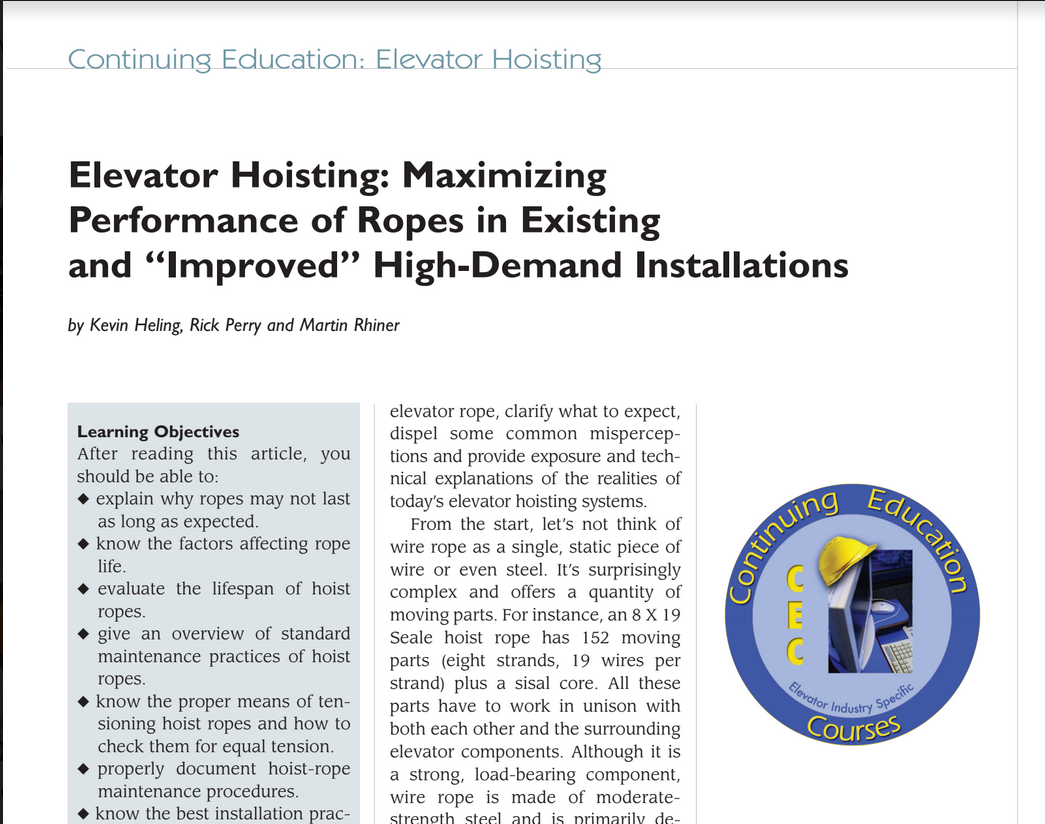 Continuing Education: Elevator Hoisting
Elevator Hoisting: Maximizing
Performance of Ropes in Existing
and “Improved” High-Demand Installations
by Kevin Heling, Rick Perry and Martin Rhiner
Learning Objectives
After reading this article, you
should be able to:
◆ explain why ropes may not last
as long as expected.
◆ know the factors affecting rope
life.
◆ evaluate the lifespan of hoist
ropes.
◆ give an overview of standard
maintenance practices of hoist
ropes.
◆ know the proper means of ten-
sioning hoist ropes and how to
check them for equal tension.
◆ properly document hoist-rope
maintenance procedures.
◆ know the best installation prac-
elevator rope, clarify what to expect,
dispel some common mispercep-
tions and provide exposure and tech-
nical explanations of the realities of
today’s elevator hoisting systems.
From the start, let’s not think of
wire rope as a single, static piece of
wire or even steel. It’s surprisingly
complex and offers a quantity of
moving parts. For instance, an 8 X 19
Seale hoist rope has 152 moving
parts (eight strands, 19 wires per
strand) plus a sisal core. All these
parts have to work in unison with
both each other and the surrounding
elevator components. Although it is
a strong, load-bearing component,
wire rope is made of moderate-
strength steel and is primarily de-
Continuing Education
CEC
Elevator Industry Specific
Courses